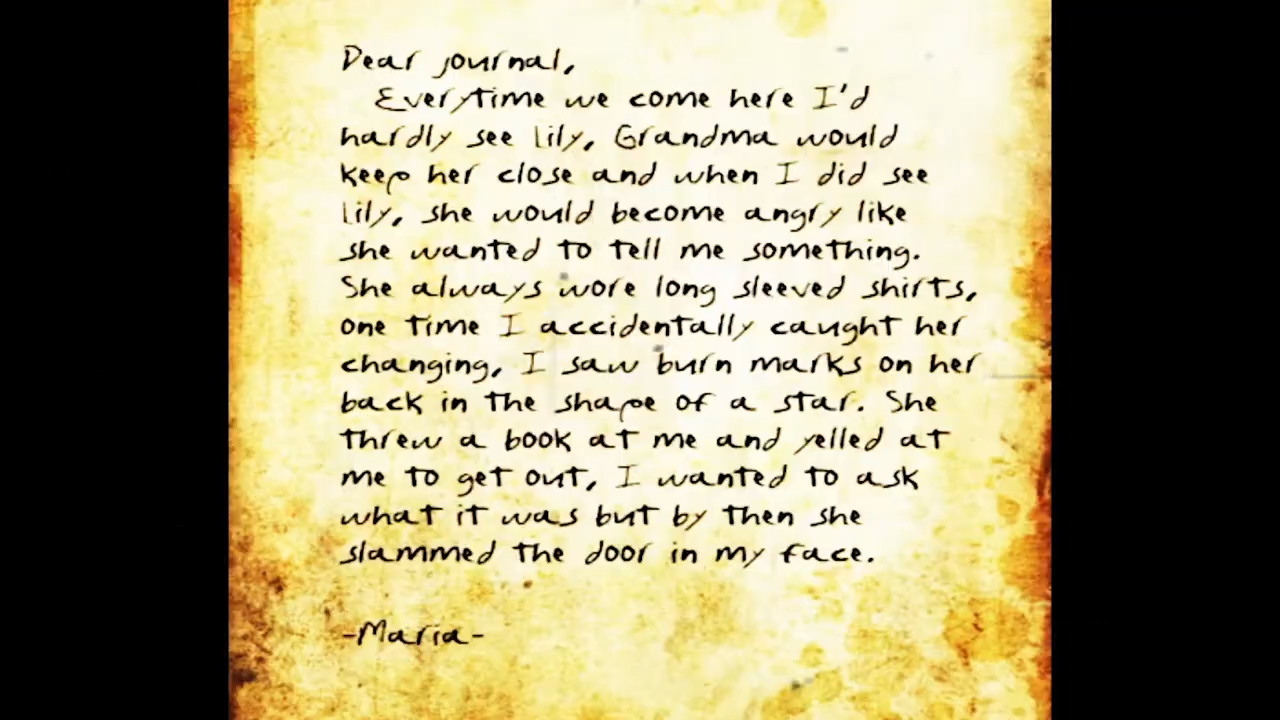 Dear journal,
Everytime we come here I'd
hardly see lily, Grandma would
keep her close and when I did see
lily, she would become angry like
she wanted to tell me something.
She always wore long sleeved shirts,
one time I accidentally caught her
changing, I saw burn marks on her
back in the shape of a star. She
threw a book at me and yelled at
me to get out, I wanted to ask
what it was but by then she
slammed the door in my face.
-Maria-